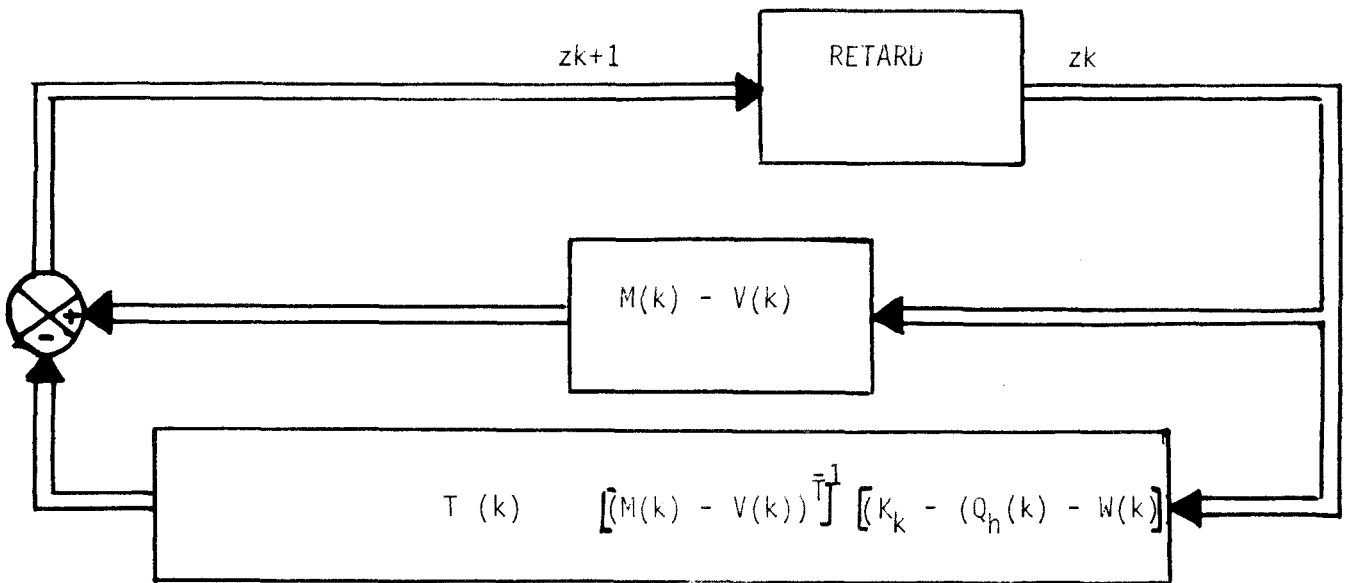 zk+1
RETARD
zk
M(k) - V(k)
+
-
T (k) [(M(k) - V(k))ᵀ]⁻¹ [(Kₖ - (Qₕ(k) - W(k)]